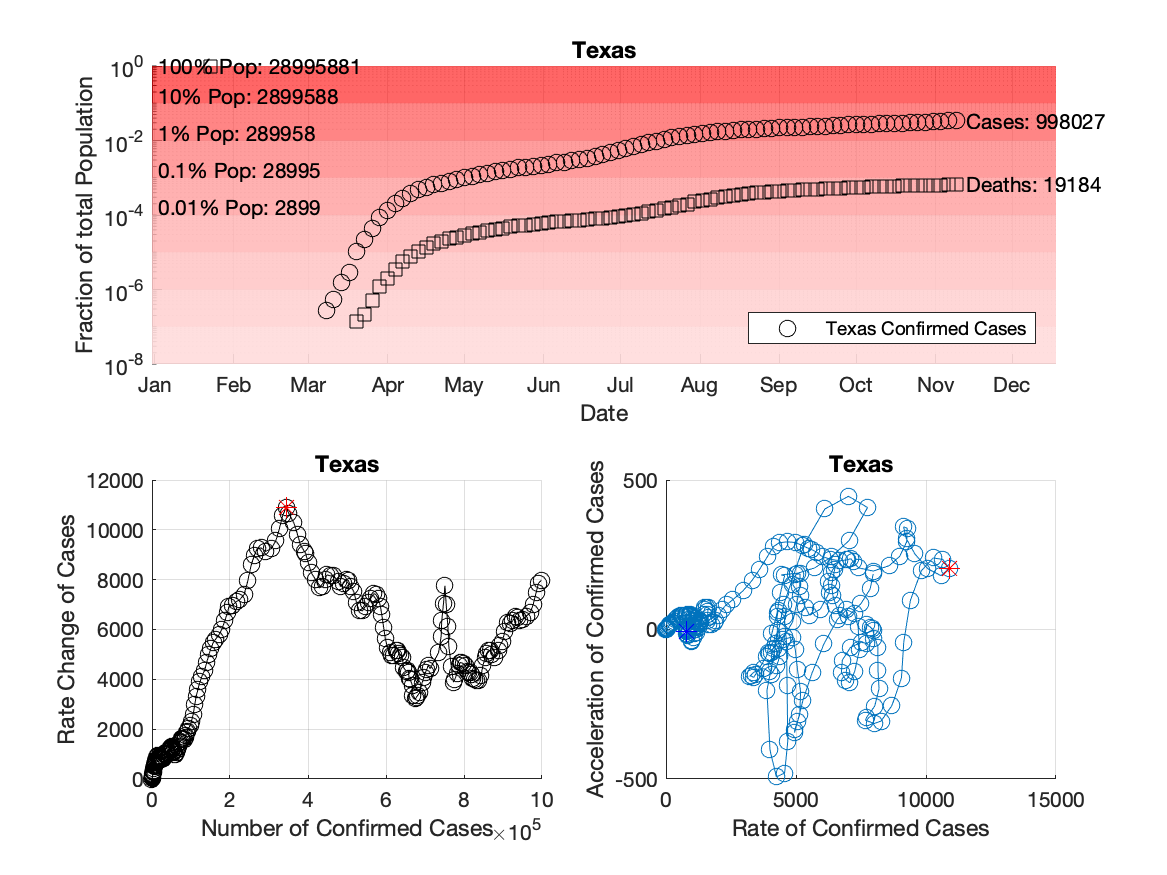 Texas
10^0
10^-2
10^-4
10^-6
10^-8
Fraction of total Population
100% Pop: 28995881
10% Pop: 2899588
1% Pop: 289958
0.1% Pop: 28995
0.01% Pop: 2899
Cases: 998027
Deaths: 19184
Texas Confirmed Cases
Jan Feb Mar Apr May Jun Jul Aug Sep Oct Nov Dec
Date
Texas
12000
10000
8000
6000
4000
2000
0
Rate Change of Cases
0 2 4 6 8 10
Number of Confirmed Cases ×10^5
Texas
500
0
-500
Acceleration of Confirmed Cases
0 5000 10000 15000
Rate of Confirmed Cases